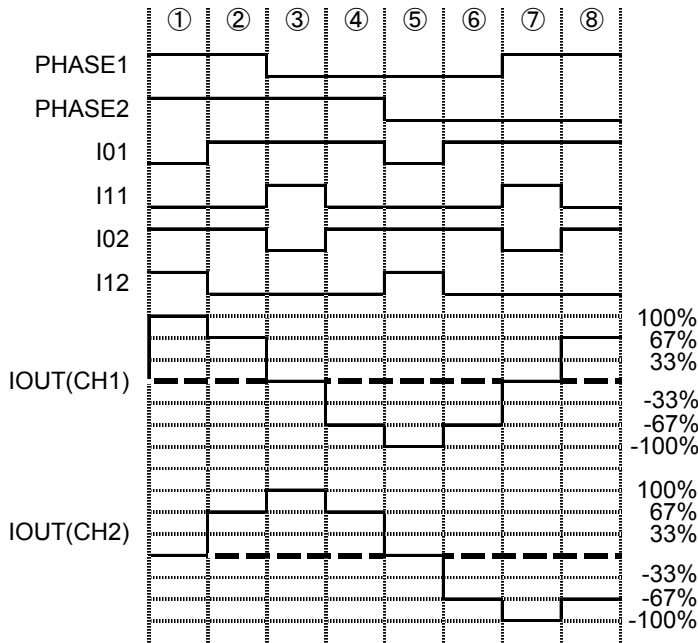 ① ② ③ ④ ⑤ ⑥ ⑦ ⑧
PHASE1
PHASE2
I01
I11
I02
I12
100%
67%
33%
IOUT(CH1)
-33%
-67%
-100%
100%
67%
IOUT(CH2)
33%
-33%
-67%
-100%